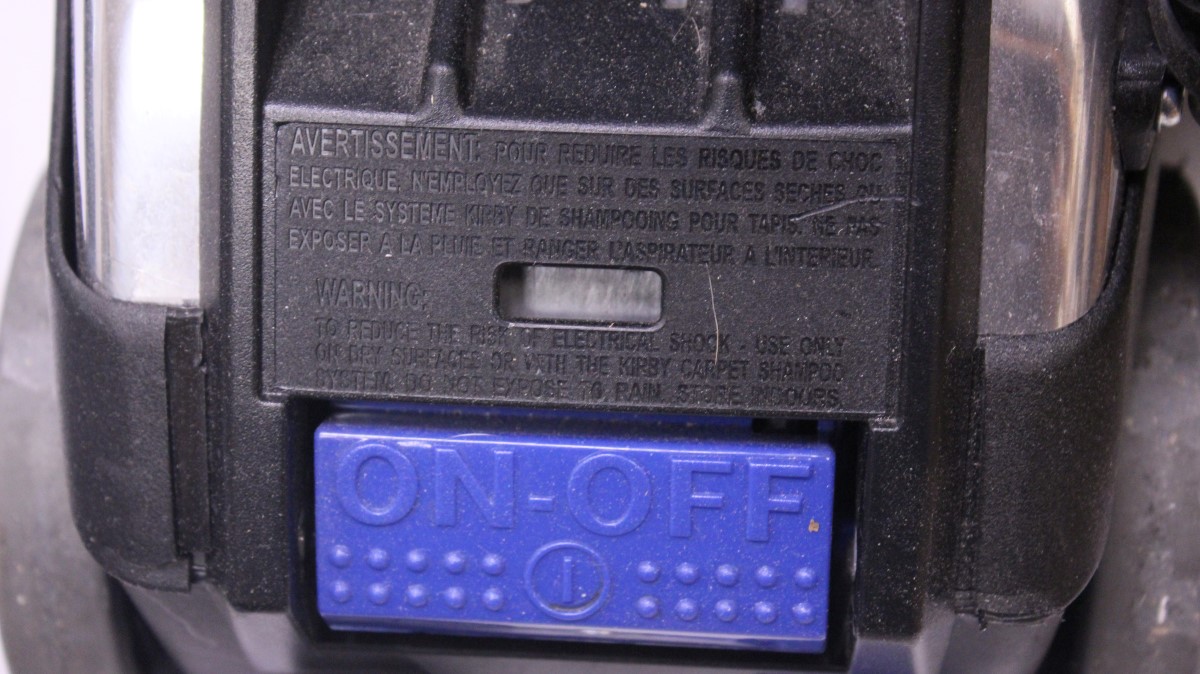 AVERTISSEMENT: POUR REDUIRE LES RISQUES DE CHOC
ELECTRIQUE, N'EMPLOYEZ QUE SUR DES SURFACES SECHES OU
AVEC LE SYSTEME KIRBY DE SHAMPOOING POUR TAPIS. NE PAS
EXPOSER A LA PLUIE ET RANGER L'ASPIRATEUR A L'INTERIEUR.
WARNING:
TO REDUCE THE RISK OF ELECTRICAL SHOCK - USE ONLY
ON DRY SURFACES OR WITH THE KIRBY CARPET SHAMPOO
SYSTEM. DO NOT EXPOSE TO RAIN. STORE INDOORS.
ON-OFF